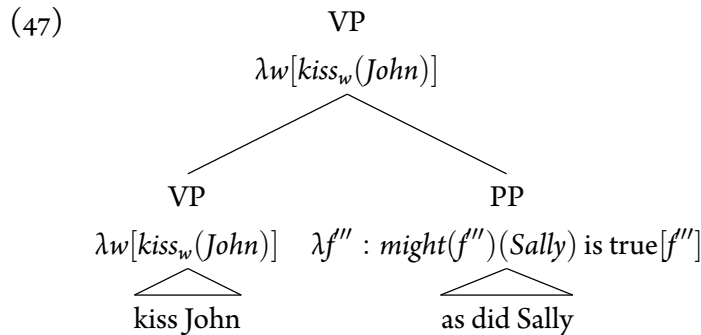 (47) VP
λw[kiss_w(John)]
VP PP
λw[kiss_w(John)] λf''' : might(f''')(Sally) is true[f''']
kiss John as did Sally